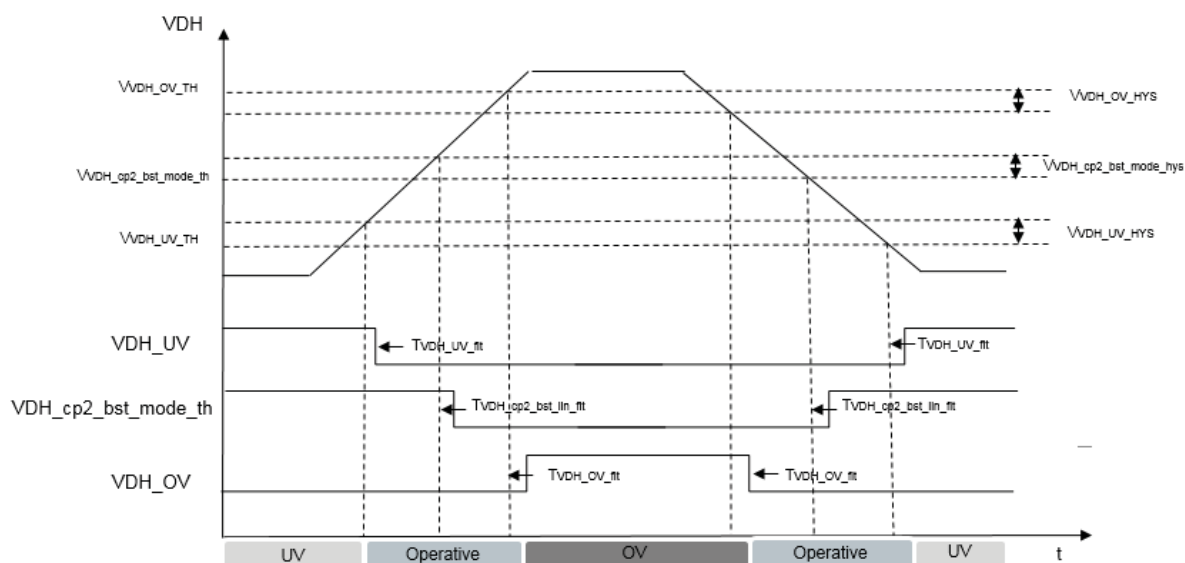 VDH
VVDH_OV_TH
VVDH_OV_HYS
VVDH_cp2_bst_mode_th
VVDH_cp2_bst_mode_hys
VVDH_UV_TH
VVDH_UV_HYS
VDH_UV
TVDH_UV_flt
TVDH_UV_flt
VDH_cp2_bst_mode_th
TVDH_cp2_bst_lin_flt
TVDH_cp2_bst_lin_flt
VDH_OV
TVDH_OV_flt
TVDH_OV_flt
UV
Operative
OV
Operative
UV
t